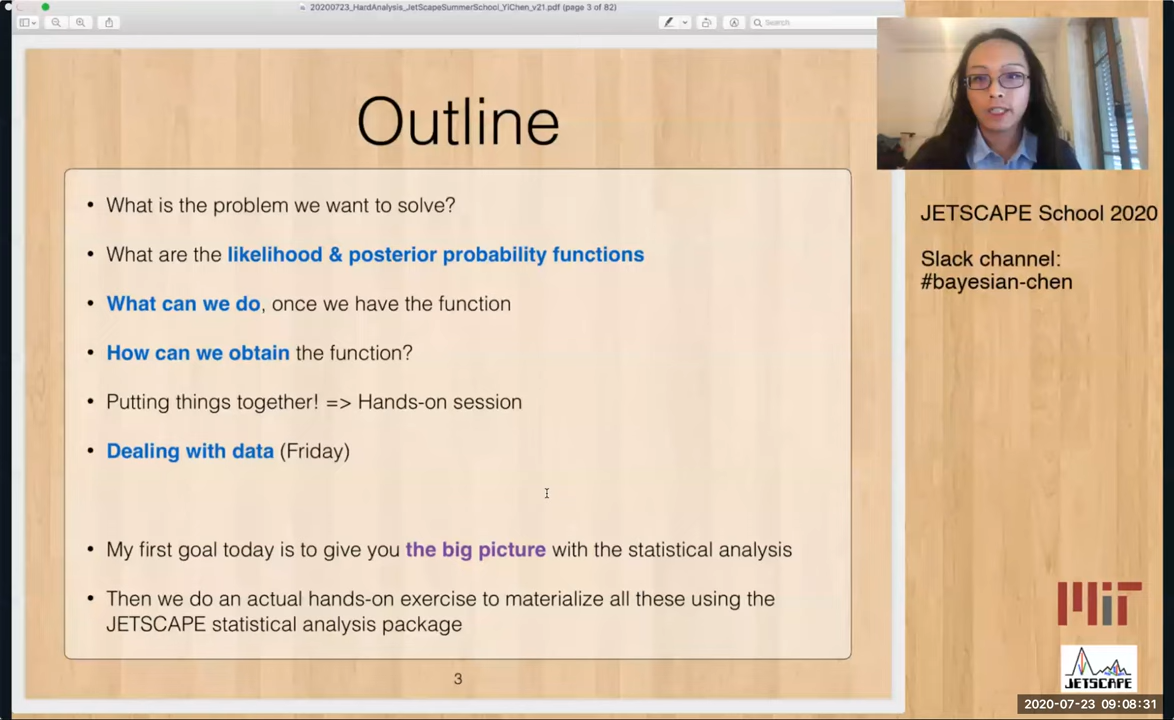 20200723_HardAnalysis_JetScapeSummerSchool_YiChen_v21.pdf (page 3 of 82)
Search
Outline
• What is the problem we want to solve?
• What are the likelihood & posterior probability functions
• What can we do, once we have the function
• How can we obtain the function?
• Putting things together! => Hands-on session
• Dealing with data (Friday)
• My first goal today is to give you the big picture with the statistical analysis
• Then we do an actual hands-on exercise to materialize all these using the
JETSCAPE statistical analysis package
3
JETSCAPE School 2020
Slack channel:
#bayesian-chen
MIT
JETSCAPE
2020-07-23 09:08:31